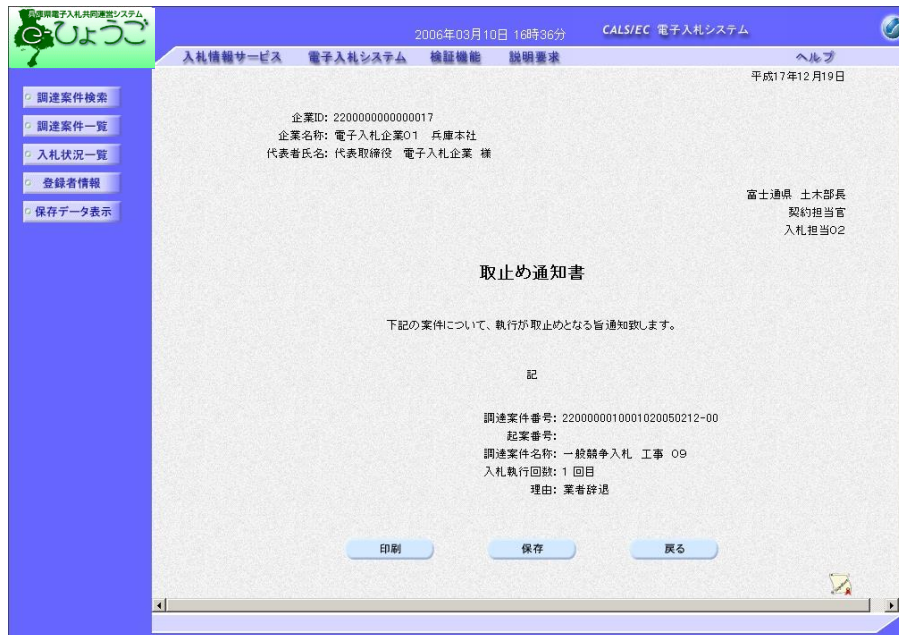 兵庫県電子入札共同運営システム
e-ひょうご
2006年03月10日 16時36分
CALS/EC 電子入札システム
入札情報サービス 電子入札システム 検証機能 説明要求 ヘルプ
平成17年12月19日
調達案件検索
調達案件一覧
入札状況一覧
登録者情報
保存データ表示
企業ID: 2200000000000017
企業名称: 電子入札企業01 兵庫本社
代表者氏名: 代表取締役 電子入札企業 様
富士通県 土木部長
契約担当官
入札担当02
取止め通知書
下記の案件について、執行が取止めとなる旨通知致します。
記
調達案件番号: 2200000010001020050212-00
起案番号:
調達案件名称: 一般競争入札 工事 09
入札執行回数: 1 回目
理由: 業者辞退
印刷 保存 戻る